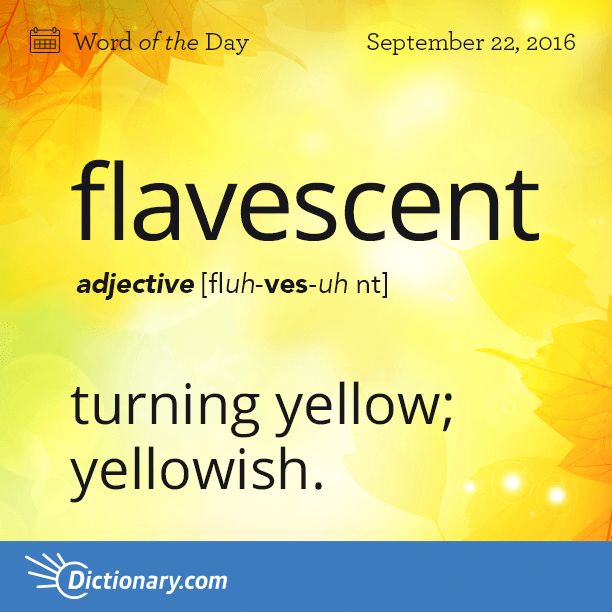 Word of the Day
September 22, 2016
flavescent
adjective [fluh-ves-uh nt]
turning yellow;
yellowish.
Dictionary.com